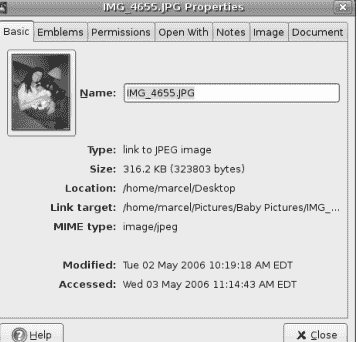 IMG_4655.JPG Properties
Basic Emblems Permissions Open With Notes Image Document
Name: IMG_4655.JPG
Type: link to JPEG image
Size: 316.2 KB (323803 bytes)
Location: /home/marcel/Desktop
Link target: /home/marcel/Pictures/Baby Pictures/IMG_...
MIME type: image/jpeg
Modified: Tue 02 May 2006 10:19:18 AM EDT
Accessed: Wed 03 May 2006 11:14:43 AM EDT
Help Close